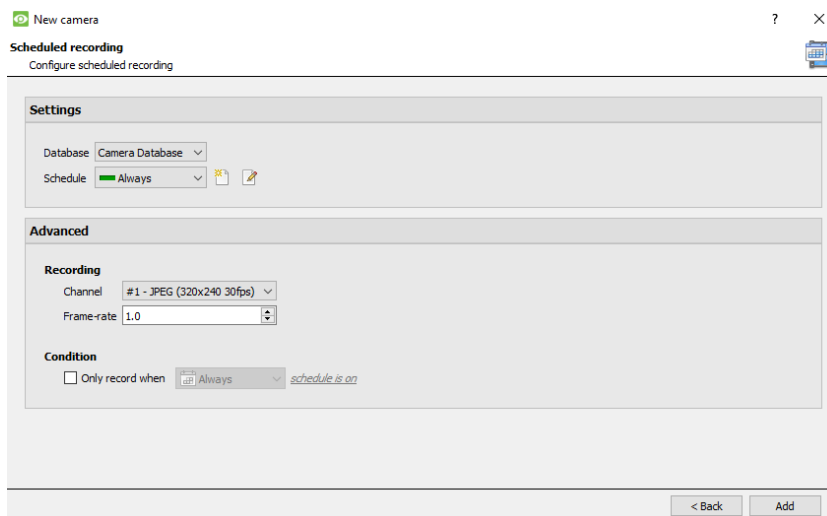 New camera
?
Scheduled recording
Configure scheduled recording
Settings
Database Camera Database
Schedule Always
Advanced
Recording
Channel #1 - JPEG (320x240 30fps)
Frame-rate 1.0
Condition
Only record when Always schedule is on
< Back Add